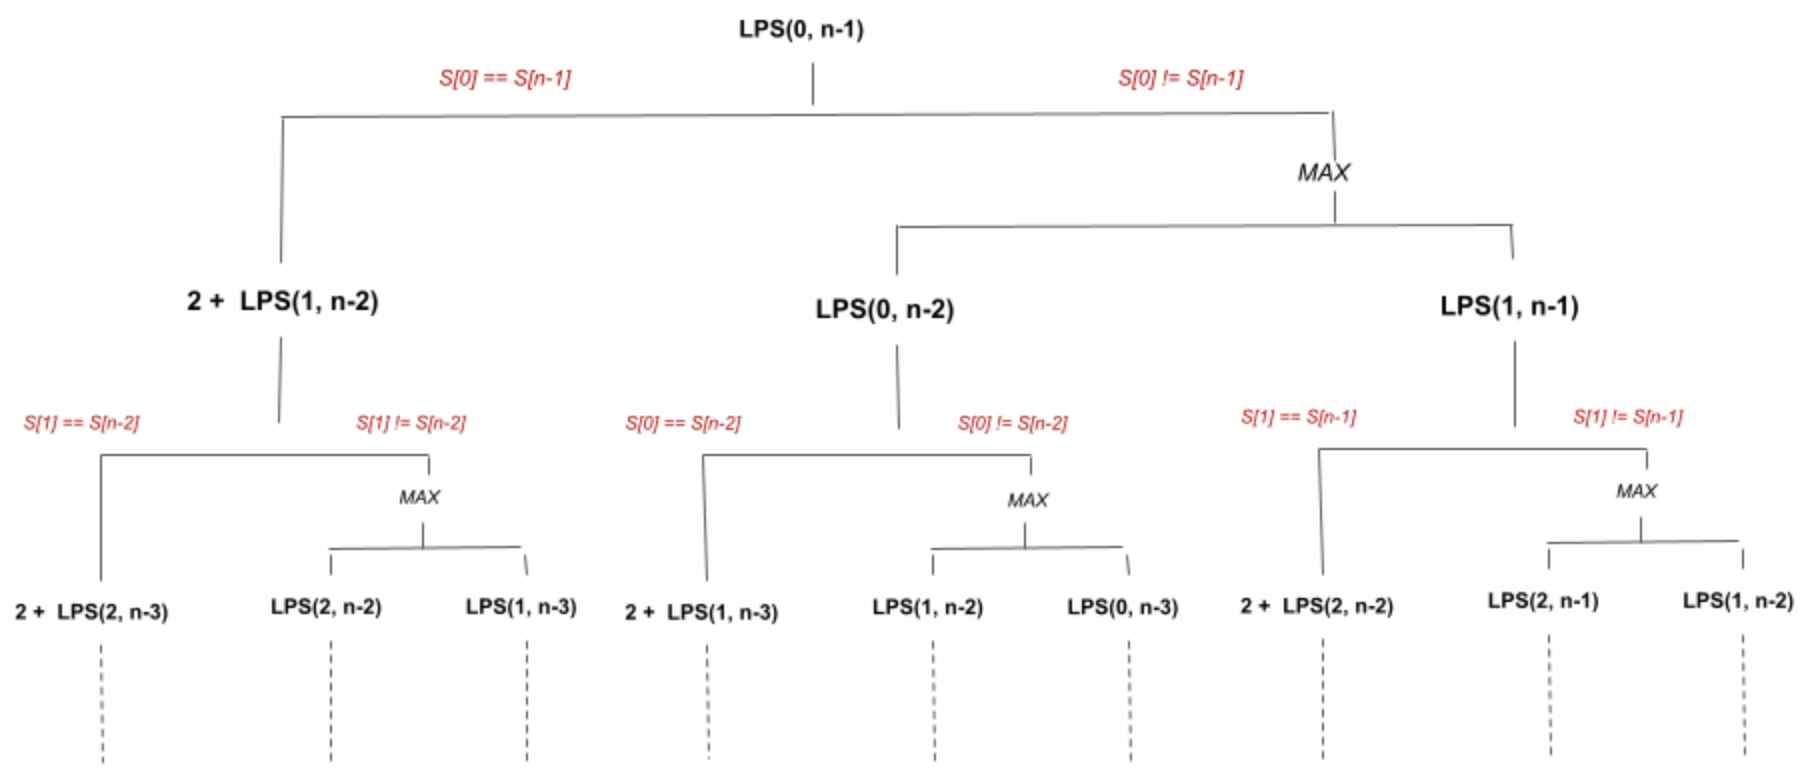 LPS(0, n-1)
S[0] == S[n-1]
S[0] != S[n-1]
MAX
2 + LPS(1, n-2)
LPS(0, n-2)
LPS(1, n-1)
S[1] == S[n-2]
S[1] != S[n-2]
S[0] == S[n-2]
S[0] != S[n-2]
S[1] == S[n-1]
S[1] != S[n-1]
MAX
MAX
MAX
2 + LPS(2, n-3)
LPS(2, n-2)
LPS(1, n-3)
2 + LPS(1, n-3)
LPS(1, n-2)
LPS(0, n-3)
2 + LPS(2, n-2)
LPS(2, n-1)
LPS(1, n-2)